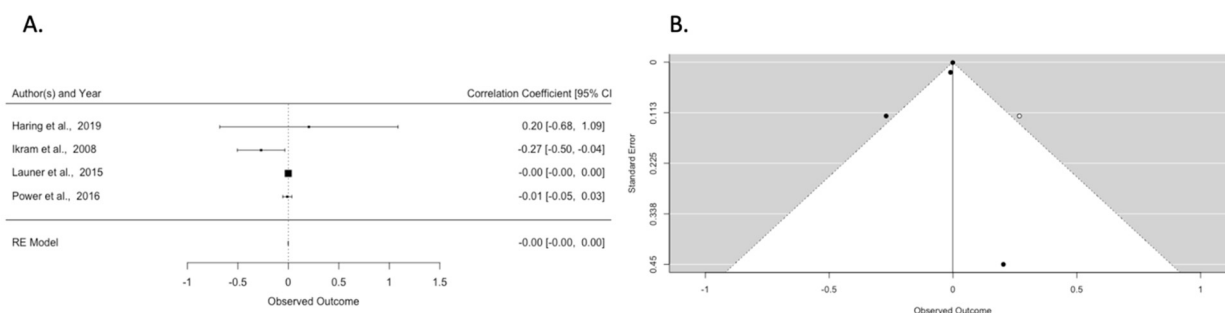 A.
Author(s) and Year Correlation Coefficient [95% CI
Haring et al., 2019 0.20 [-0.68, 1.09]
Ikram et al., 2008 -0.27 [-0.50, -0.04]
Launer et al., 2015 -0.00 [-0.00, 0.00]
Power et al., 2016 -0.01 [-0.05, 0.03]
RE Model -0.00 [-0.00, 0.00]
-1 -0.5 0 0.5 1 1.5
Observed Outcome
B.
Standard Error
0
0.113
0.225
0.338
0.45
-1 -0.5 0 0.5 1
Observed Outcome